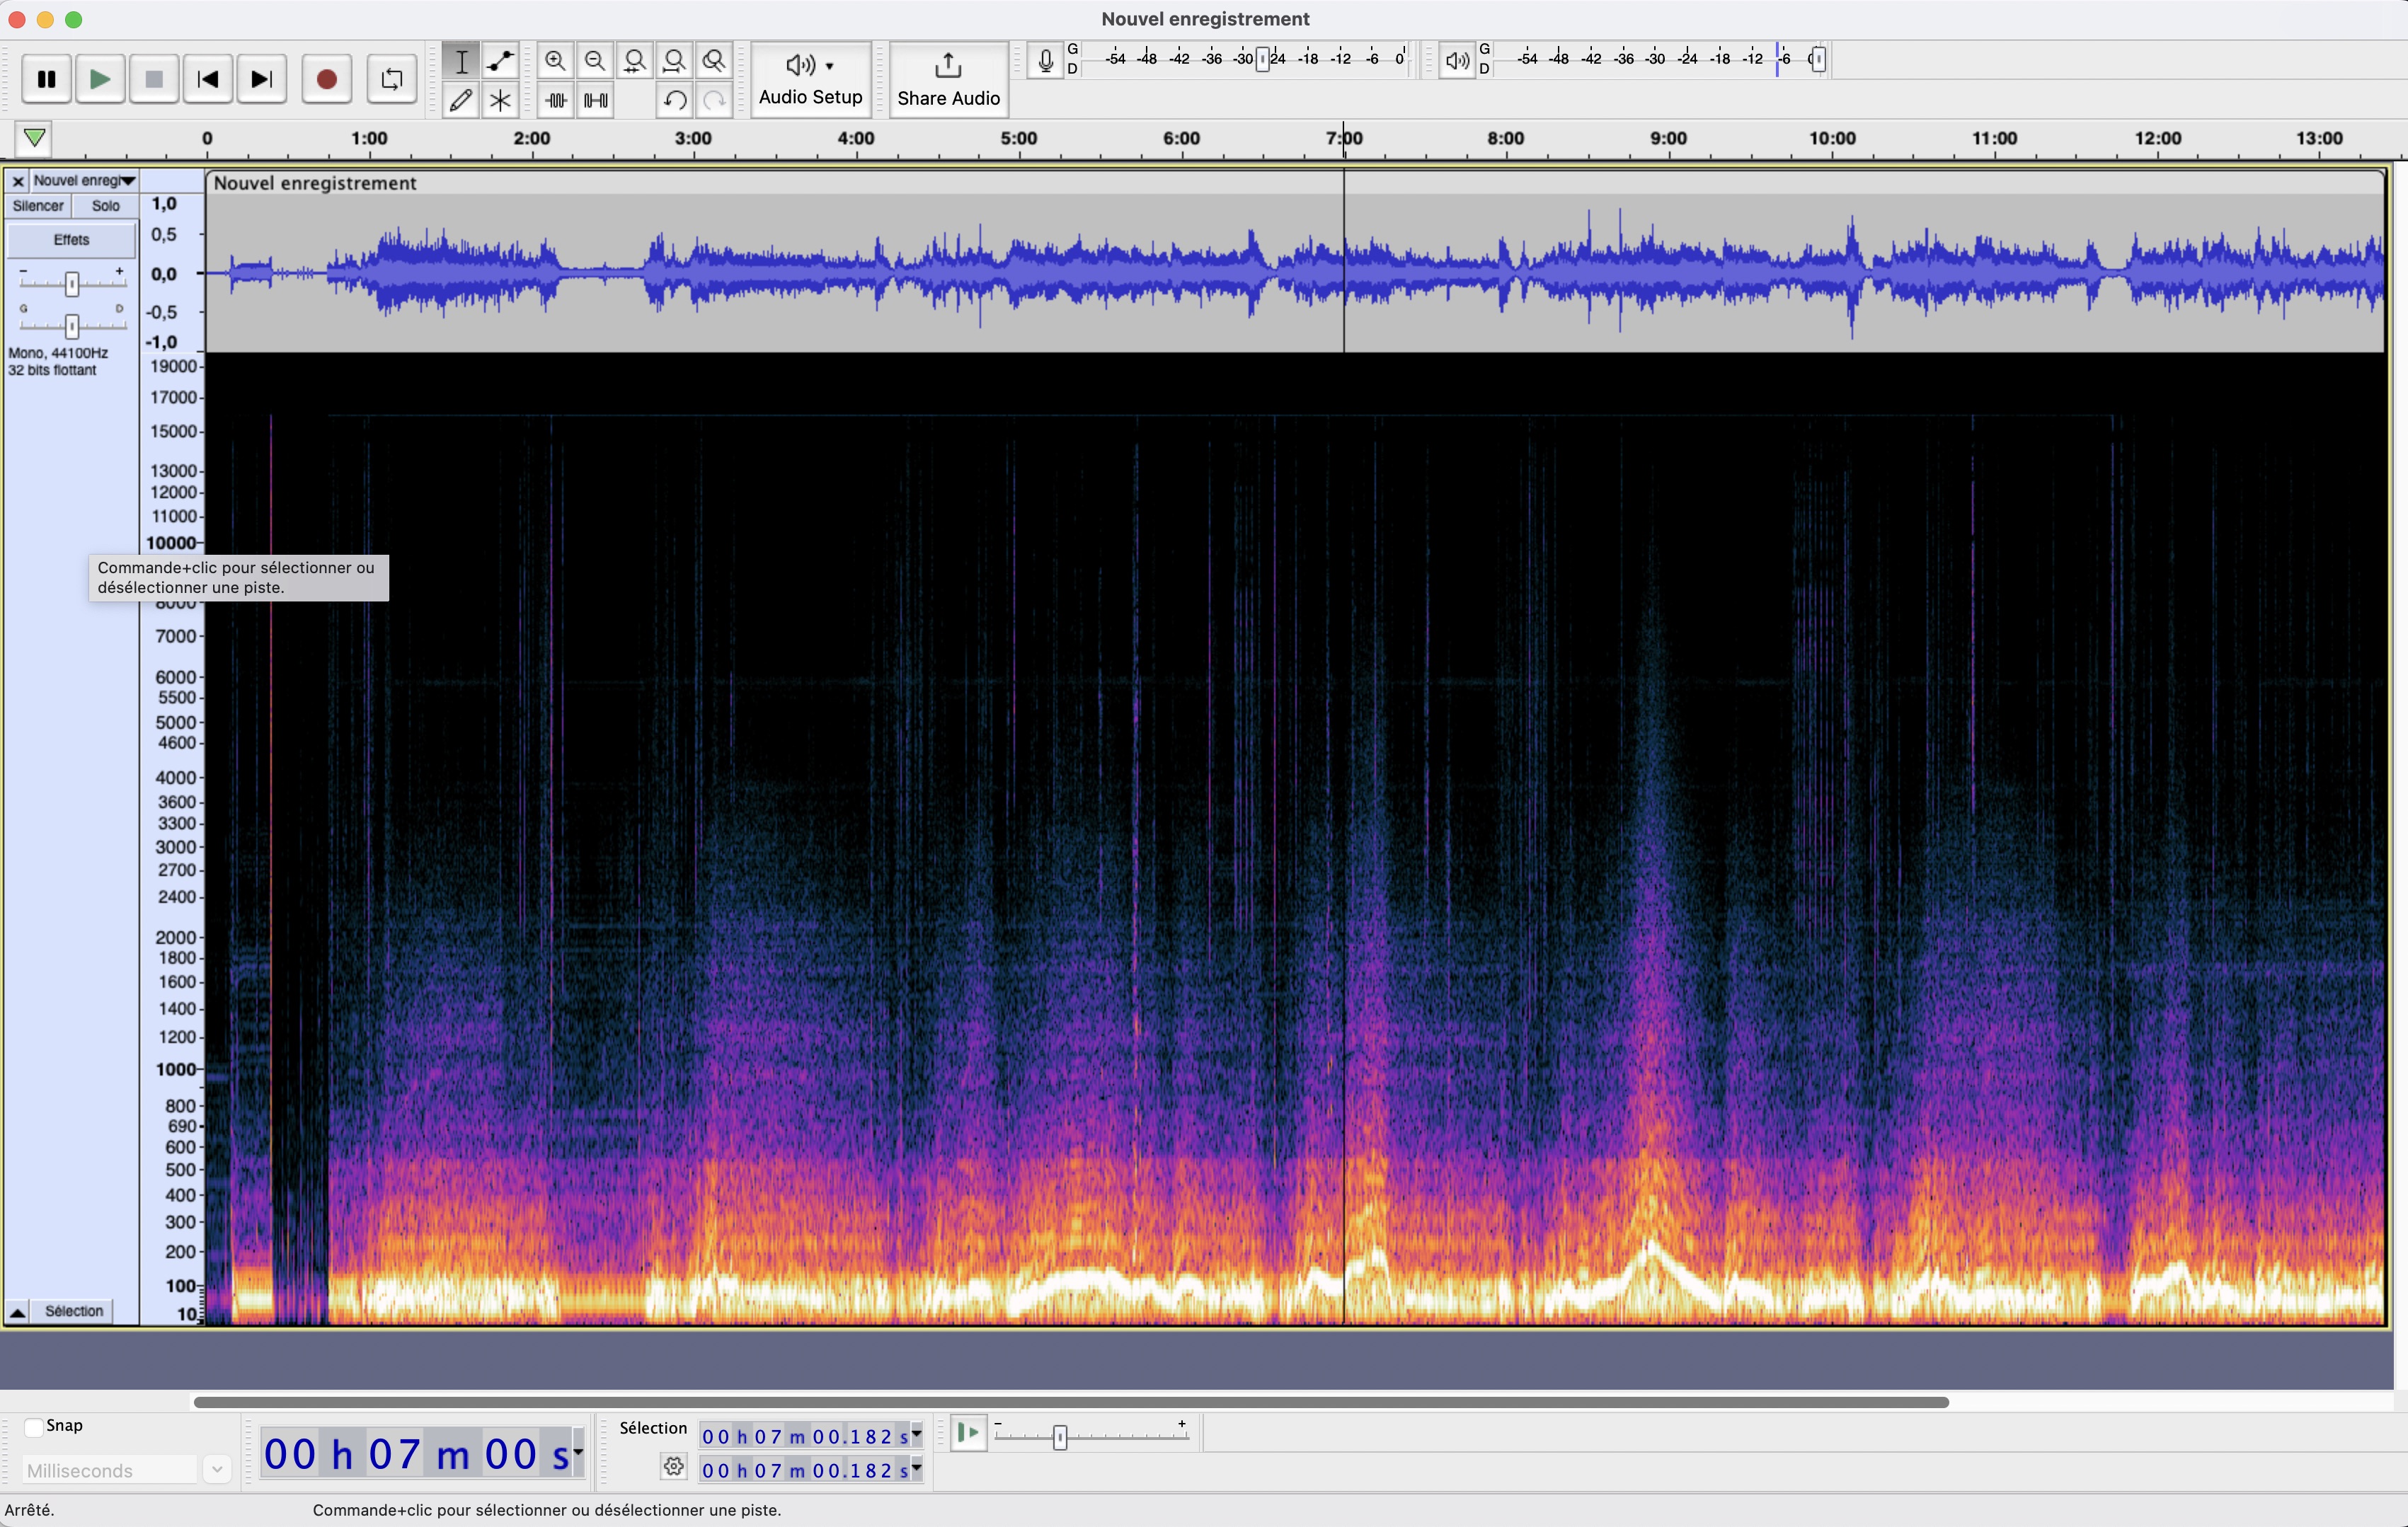 Nouvel enregistrement
G
D
-54 -48 -42 -36 -30 -24 -18 -12 -6 0
G
D
-54 -48 -42 -36 -30 -24 -18 -12 -6
Audio Setup
Share Audio
0 1:00 2:00 3:00 4:00 5:00 6:00 7:00 8:00 9:00 10:00 11:00 12:00 13:00
Nouvel enregi
Nouvel enregistrement
Silencer Solo
Effets
- +
G D
Mono, 44100Hz
32 bits flottant
1,0
0,5
0,0
-0,5
-1,0
19000
17000
15000
13000
12000
11000
10000
Commande+clic pour sélectionner ou
désélectionner une piste.
8000
7000
6000
5500
5000
4600
4000
3600
3300
3000
2700
2400
2000
1800
1600
1400
1200
1000
800
690
600
500
400
300
200
100
10
Sélection
Snap
Milliseconds
00 h 07 m 00 s
Sélection
00 h 07 m 00.182 s
00 h 07 m 00.182 s
- +
Arrêté.
Commande+clic pour sélectionner ou désélectionner une piste.